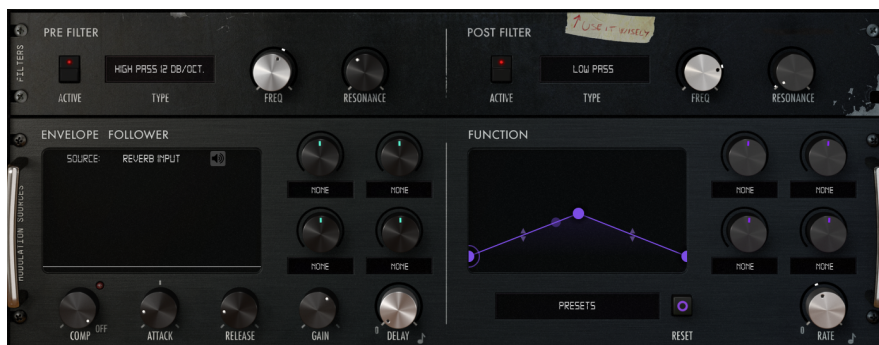 PRE FILTER
POST FILTER
USE IT WISELY
FILTERS
HIGH PASS 12 DB/OCT.
LOW PASS
ACTIVE
TYPE
FREQ
RESONANCE
ACTIVE
TYPE
FREQ
RESONANCE
ENVELOPE FOLLOWER
FUNCTION
MODULATION SOURCES
SOURCE: REVERB INPUT
NONE
NONE
NONE
NONE
NONE
NONE
NONE
NONE
PRESETS
COMP
OFF
ATTACK
RELEASE
GAIN
0
DELAY
RESET
0
RATE